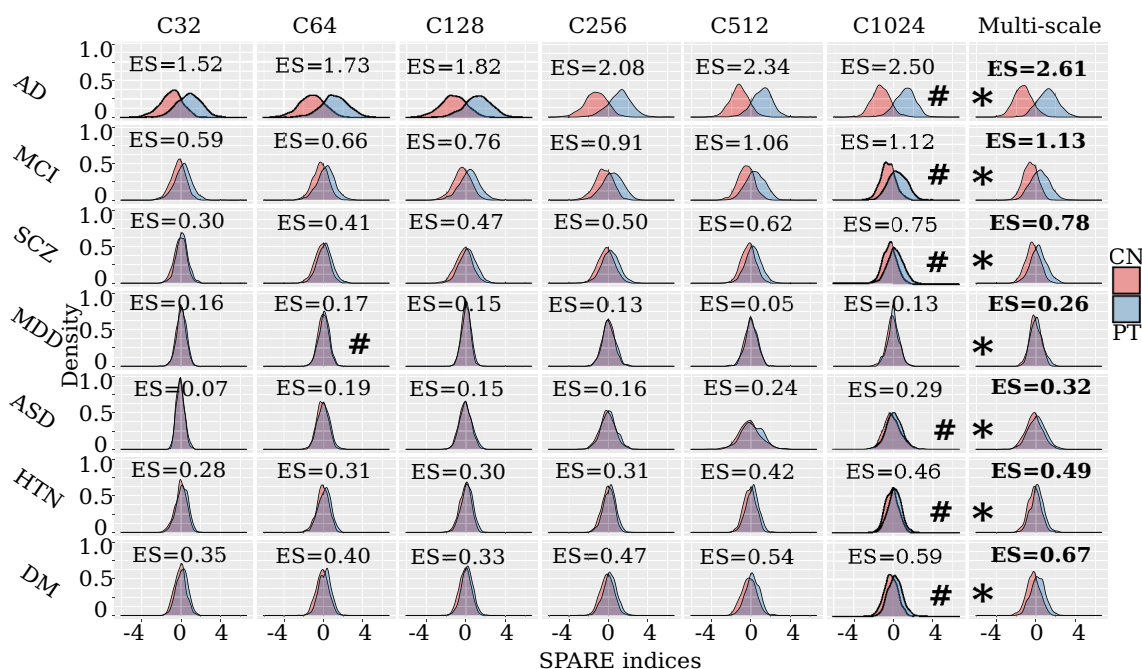 C32 C64 C128 C256 C512 C1024 Multi-scale
AD 1.0 0.5 0 ES=1.52 ES=1.73 ES=1.82 ES=2.08 ES=2.34 ES=2.50 # * ES=2.61
MCI 1.0 0.5 0 ES=0.59 ES=0.66 ES=0.76 ES=0.91 ES=1.06 ES=1.12 # * ES=1.13
SCZ 1.0 0.5 0 ES=0.30 ES=0.41 ES=0.47 ES=0.50 ES=0.62 ES=0.75 # * ES=0.78
MDD 1.0 0.5 0 ES=0.16 ES=0.17 # ES=0.15 ES=0.13 ES=0.05 ES=0.13 * ES=0.26
ASD 1.0 0.5 0 ES=0.07 ES=0.19 ES=0.15 ES=0.16 ES=0.24 ES=0.29 # * ES=0.32
HTN 1.0 0.5 0 ES=0.28 ES=0.31 ES=0.30 ES=0.31 ES=0.42 ES=0.46 # * ES=0.49
DM 1.0 0.5 0 ES=0.35 ES=0.40 ES=0.33 ES=0.47 ES=0.54 ES=0.59 # * ES=0.67
-4 0 4 -4 0 4 -4 0 4 -4 0 4 -4 0 4 -4 0 4 -4 0 4
SPARE indices
Density
CN
PT